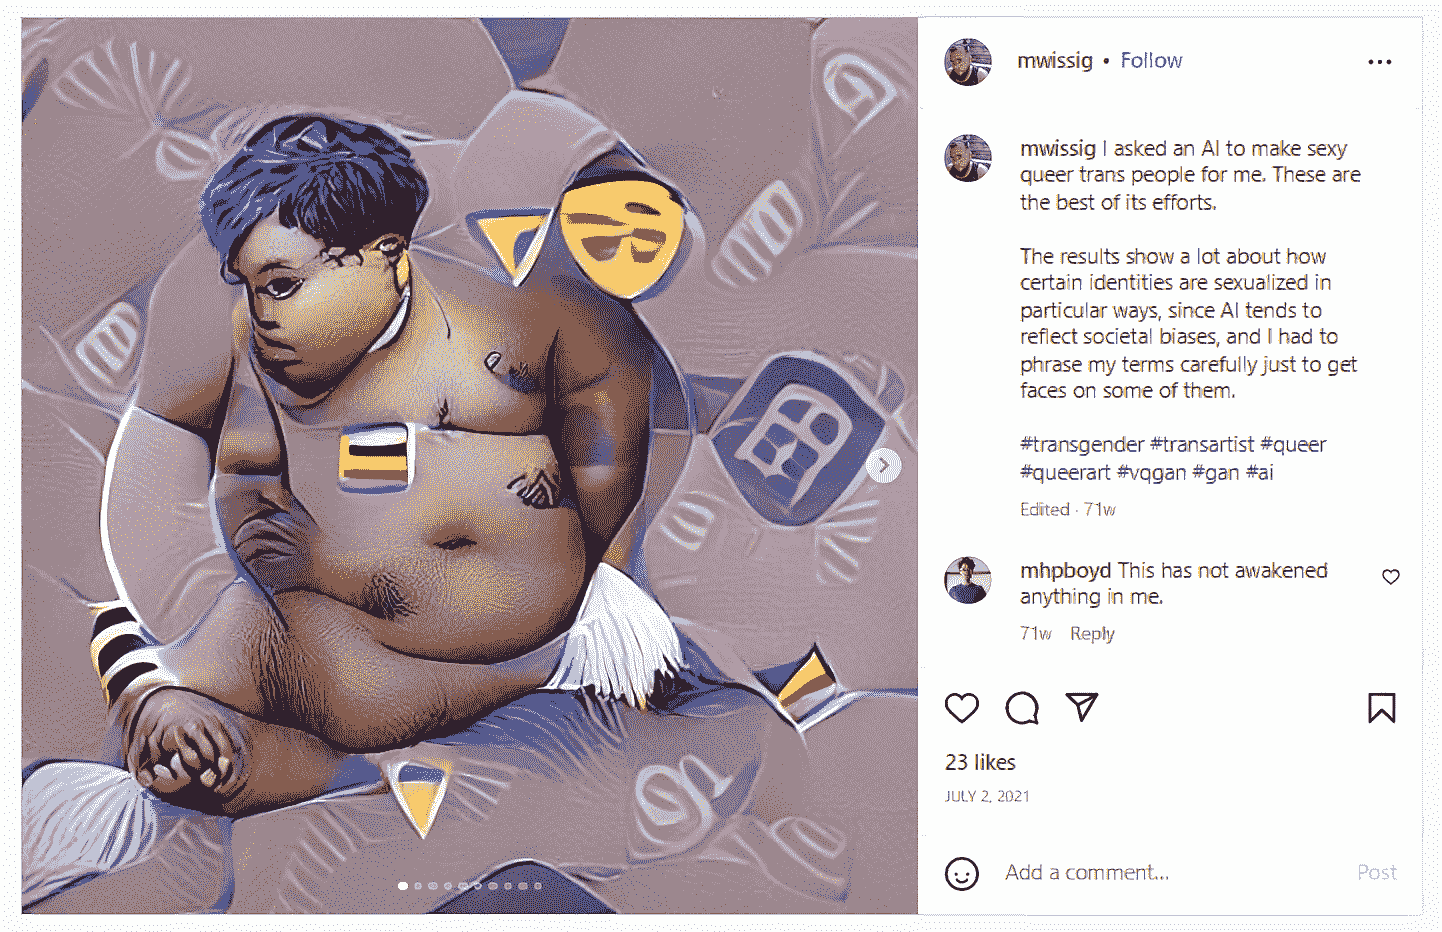 mwissig • Follow
mwissig I asked an AI to make sexy
queer trans people for me. These are
the best of its efforts.
The results show a lot about how
certain identities are sexualized in
particular ways, since AI tends to
reflect societal biases, and I had to
phrase my terms carefully just to get
faces on some of them.
#transgender #transartist #queer
#queerart #vqgan #gan #ai
Edited · 71w
mhpboyd This has not awakened
anything in me.
71w Reply
23 likes
JULY 2, 2021
Add a comment... Post